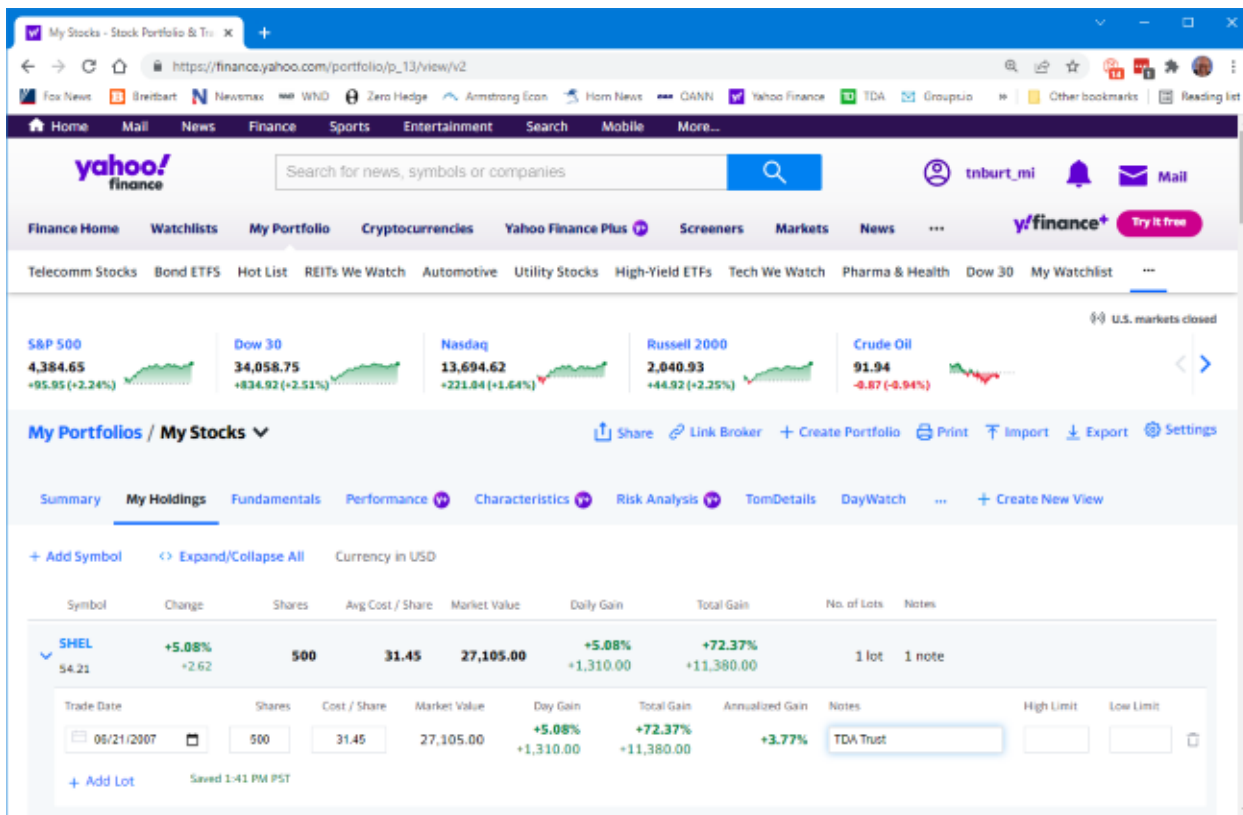 My Stocks - Stock Portfolio & Tra
https://finance.yahoo.com/portfolio/p_13/view/v2
14 1
Fox News Breitbart Newsmax WND Zero Hedge Armstrong Econ Horn News OANN Yahoo Finance TDA Groups.io » Other bookmarks Reading list
Home Mail News Finance Sports Entertainment Search Mobile More...
yahoo! finance Search for news, symbols or companies tnburt_mi Mail
Finance Home Watchlists My Portfolio Cryptocurrencies Yahoo Finance Plus Screeners Markets News ... y!finance+ Try it free
Telecomm Stocks Bond ETFS Hot List REITs We Watch Automotive Utility Stocks High-Yield ETFs Tech We Watch Pharma & Health Dow 30 My Watchlist ...
U.S. markets closed
S&P 500 Dow 30 Nasdaq Russell 2000 Crude Oil
4,384.65 34,058.75 13,694.62 2,040.93 91.94
+95.95 (+2.24%) +834.92 (+2.51%) +221.04 (+1.64%) +44.92 (+2.25%) -0.87 (-0.94%)
My Portfolios / My Stocks Share Link Broker + Create Portfolio Print Import Export Settings
Summary My Holdings Fundamentals Performance Y+ Characteristics Y+ Risk Analysis Y+ TomDetails DayWatch ... + Create New View
+ Add Symbol <> Expand/Collapse All Currency in USD
Symbol Change Shares Avg Cost / Share Market Value Daily Gain Total Gain No. of Lots Notes
SHEL +5.08% 500 31.45 27,105.00 +5.08% +72.37% 1 lot 1 note
54.21 +2.62 +1,310.00 +11,380.00
Trade Date Shares Cost / Share Market Value Day Gain Total Gain Annualized Gain Notes High Limit Low Limit
06/21/2007 500 31.45 27,105.00 +5.08% +72.37% +3.77% TDA Trust
+1,310.00 +11,380.00
+ Add Lot Saved 1:41 PM PST